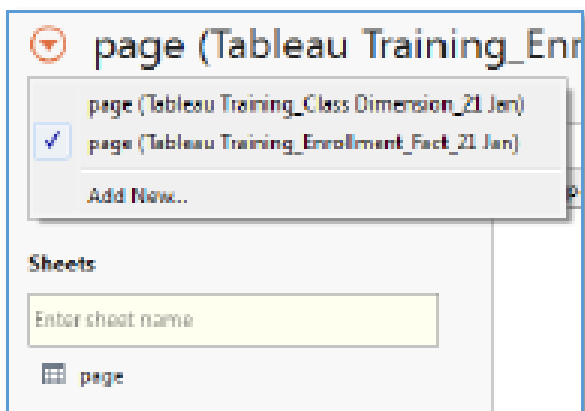 page (Tableau Training_Enr
page (Tableau Training_Class Dimension_21 Jan)
page (Tableau Training_Enrollment_Fact_21 Jan)
Add New...
Sheets
Enter sheet name
page